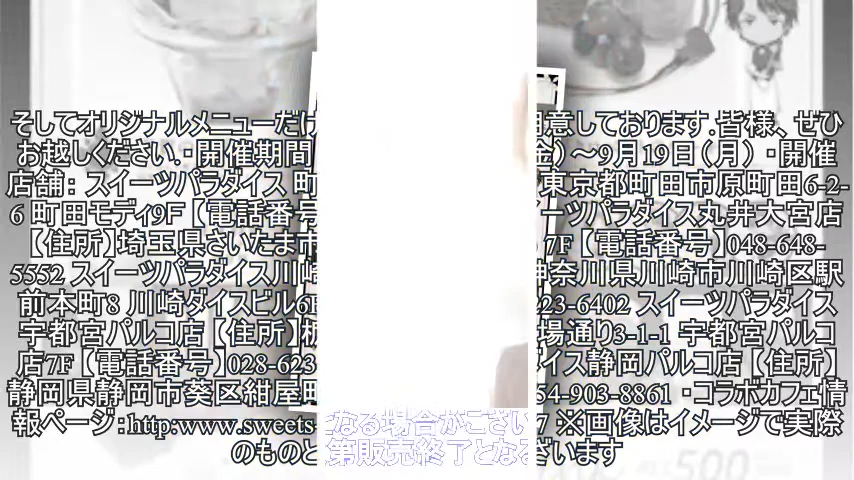 そしてオリジナルメニューだけ 用意しております.皆様、ぜひ
お越しください.・開催期間 金）～9月19日（月） ・開催
店舗： スイーツパラダイス 町 東京都町田市原町田6-2-
6 町田モディ9F【電話番号 イーツパラダイス丸井大宮店
【住所】埼玉県さいたま市 7F【電話番号】048-648-
5552 スイーツパラダイス川崎 神奈川県川崎市川崎区駅
前本町8 川崎ダイスビル6F 23-6402 スイーツパラダイス
宇都宮パルコ店 【住所】栃 場通り3-1-1 宇都宮パルコ
店7F【電話番号】028-623 イス静岡パルコ店【住所】
静岡県静岡市葵区紺屋町 54-903-8861 ・コラボカフェ情
報ページ：http:www.sweets- になる場合がござい 7 ※画像はイメージで実際
のものと 第販売終了となる ざいます
500